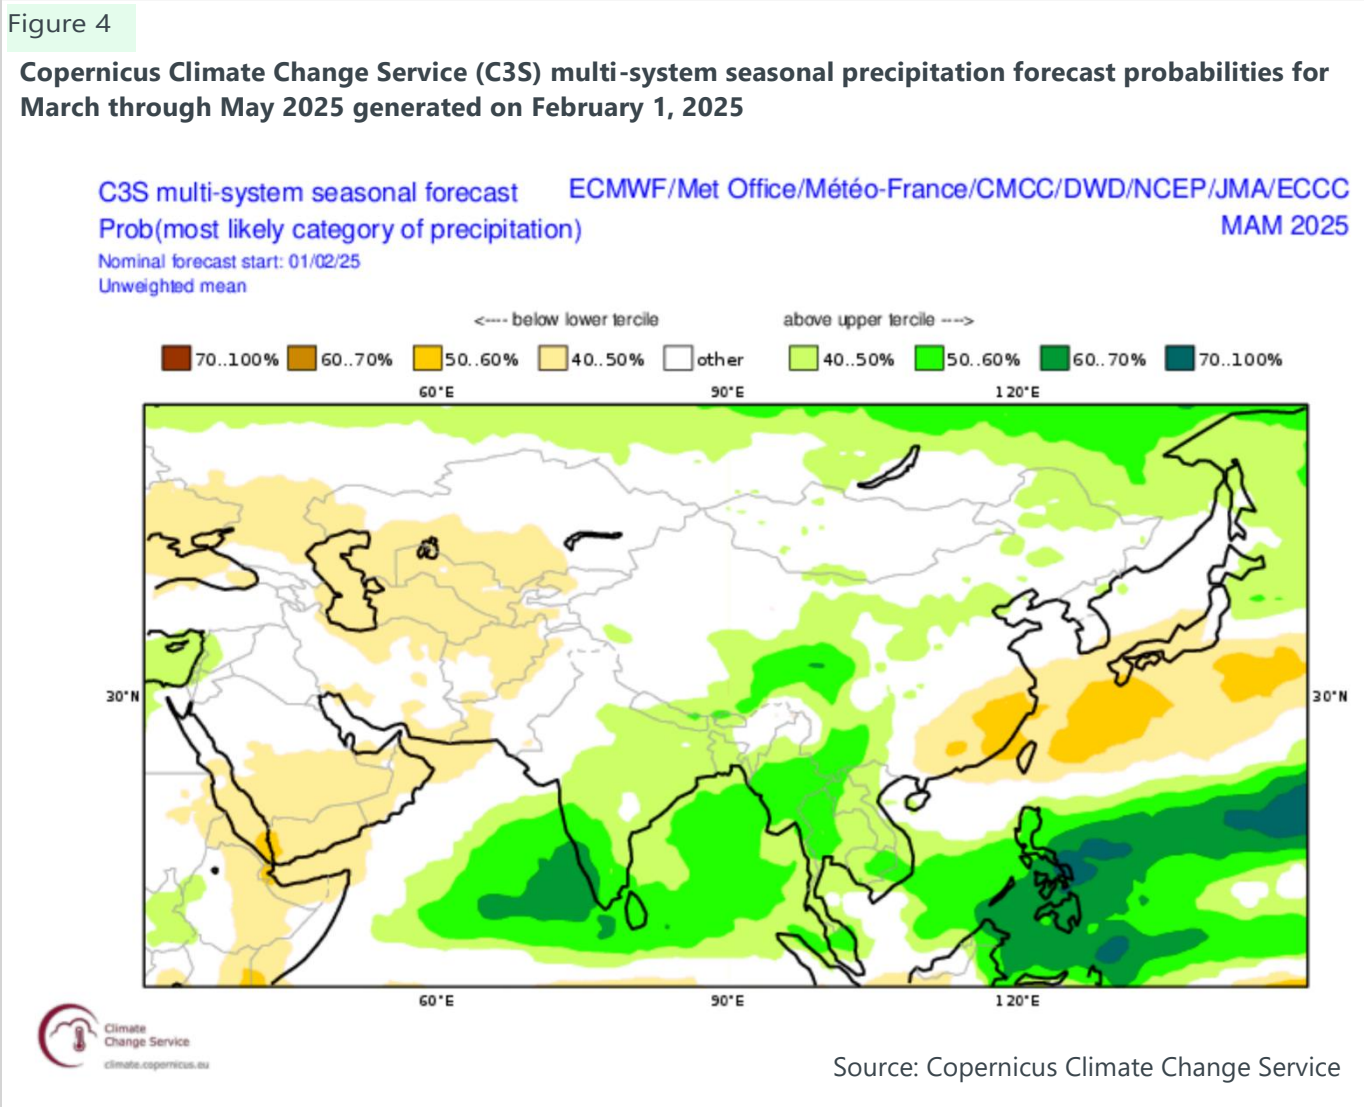 Figure 4
Copernicus Climate Change Service (C3S) multi-system seasonal precipitation forecast probabilities for
March through May 2025 generated on February 1, 2025
C3S multi-system seasonal forecast
ECMWF/Met Office/Météo-France/CMCC/DWD/NCEP/JMA/ECCC
Prob(most likely category of precipitation)
MAM 2025
Nominal forecast start: 01/02/25
Unweighted mean
<---- below lower tercile
above upper tercile ---->
70..100% 60..70% 50..60% 40..50% other 40..50% 50..60% 60..70% 70..100%
60°E 90°E 120°E
30°N 30°N
60°E 90°E 120°E
Climate
Change Service
climate.copernicus.eu
Source: Copernicus Climate Change Service